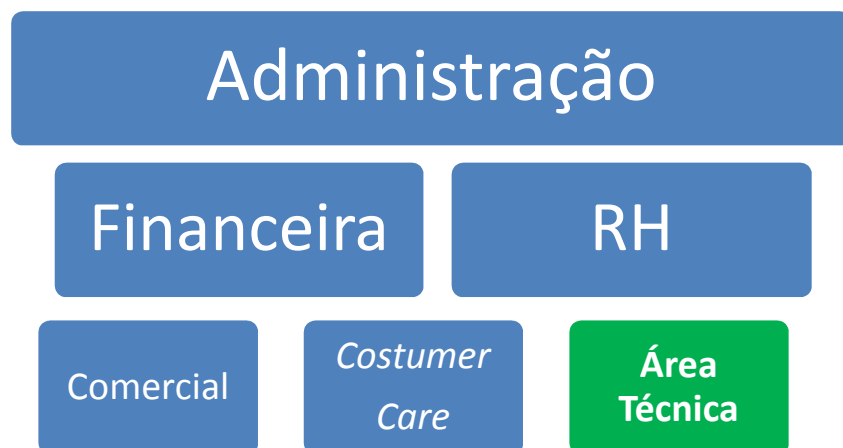 Administração
Financeira
RH
Comercial
Costumer
Care
Área
Técnica